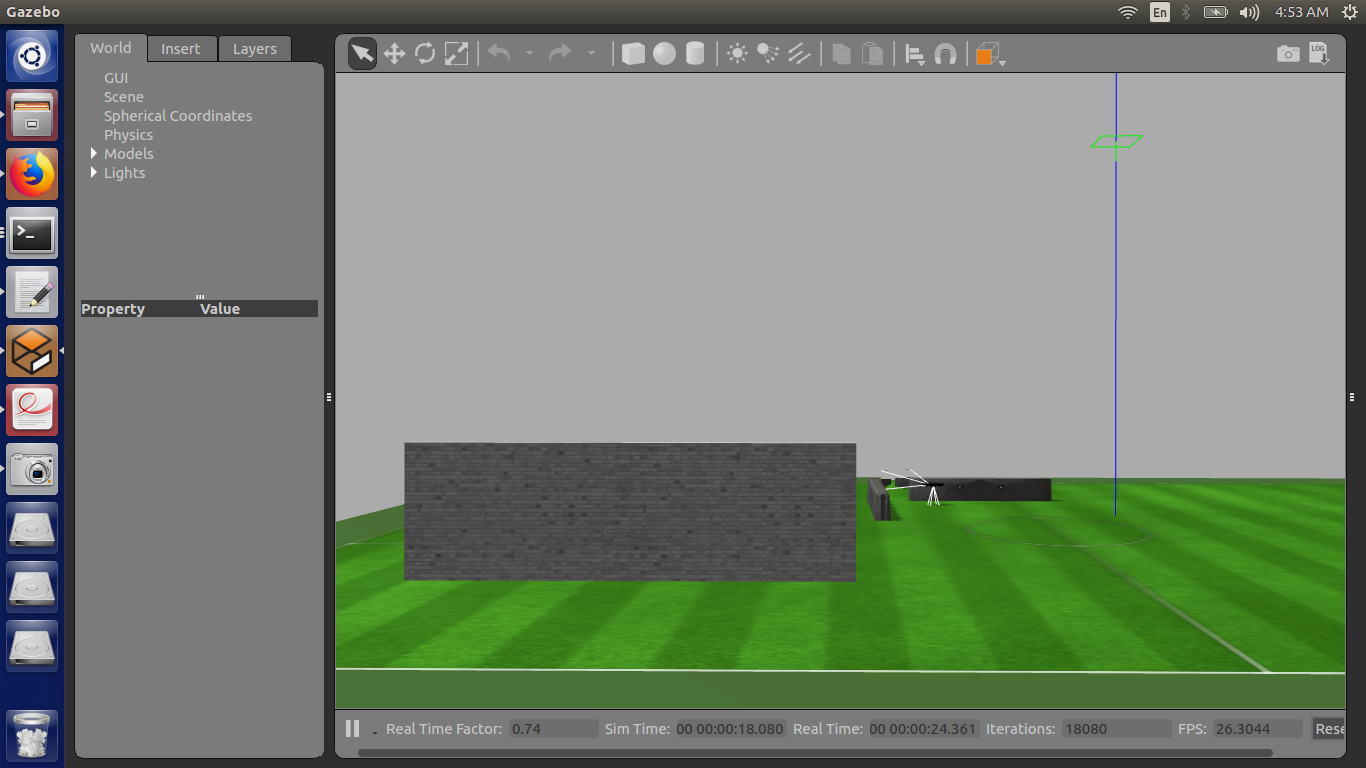 Gazebo
En
4:53 AM
World
Insert
Layers
LOG
GUI
Scene
Spherical Coordinates
Physics
Models
Lights
Property Value
Real Time Factor: 0.74 Sim Time: 00 00:00:18.080 Real Time: 00 00:00:24.361 Iterations: 18080 FPS: 26.3044 Rese